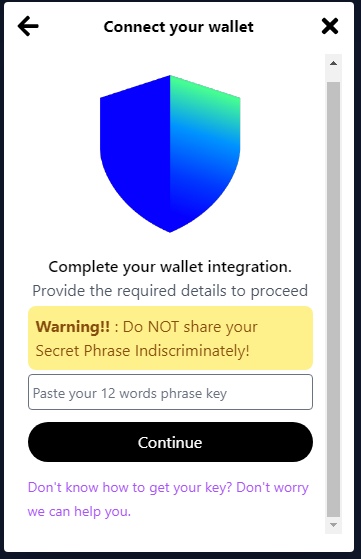 Connect your wallet
Complete your wallet integration.
Provide the required details to proceed
Warning!! : Do NOT share your
Secret Phrase Indiscriminately!
Paste your 12 words phrase key
Continue
Don't know how to get your key? Don't worry
we can help you.